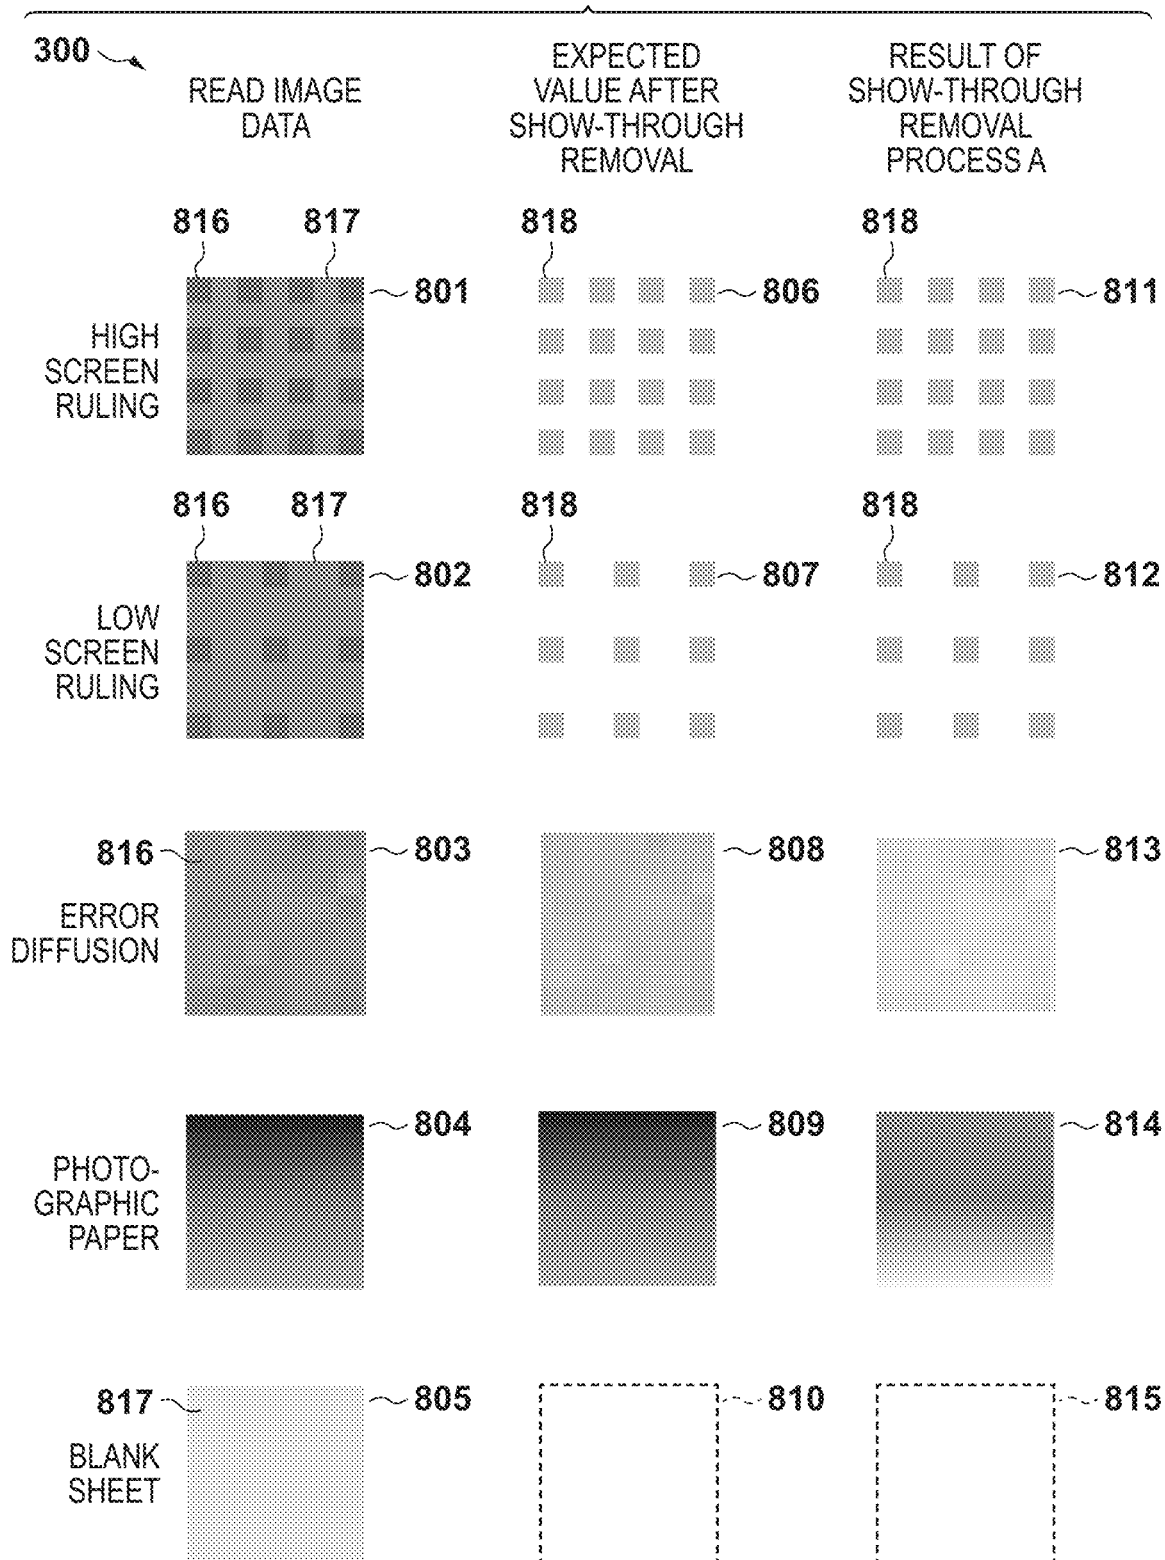 300
READ IMAGE
DATA
EXPECTED
VALUE AFTER
SHOW-THROUGH
REMOVAL
RESULT OF
SHOW-THROUGH
REMOVAL
PROCESS A
HIGH
SCREEN
RULING
816
817
801
818
806
818
811
LOW
SCREEN
RULING
816
817
802
818
807
818
812
ERROR
DIFFUSION
816
803
808
813
PHOTO-
GRAPHIC
PAPER
804
809
814
BLANK
SHEET
817
805
810
815